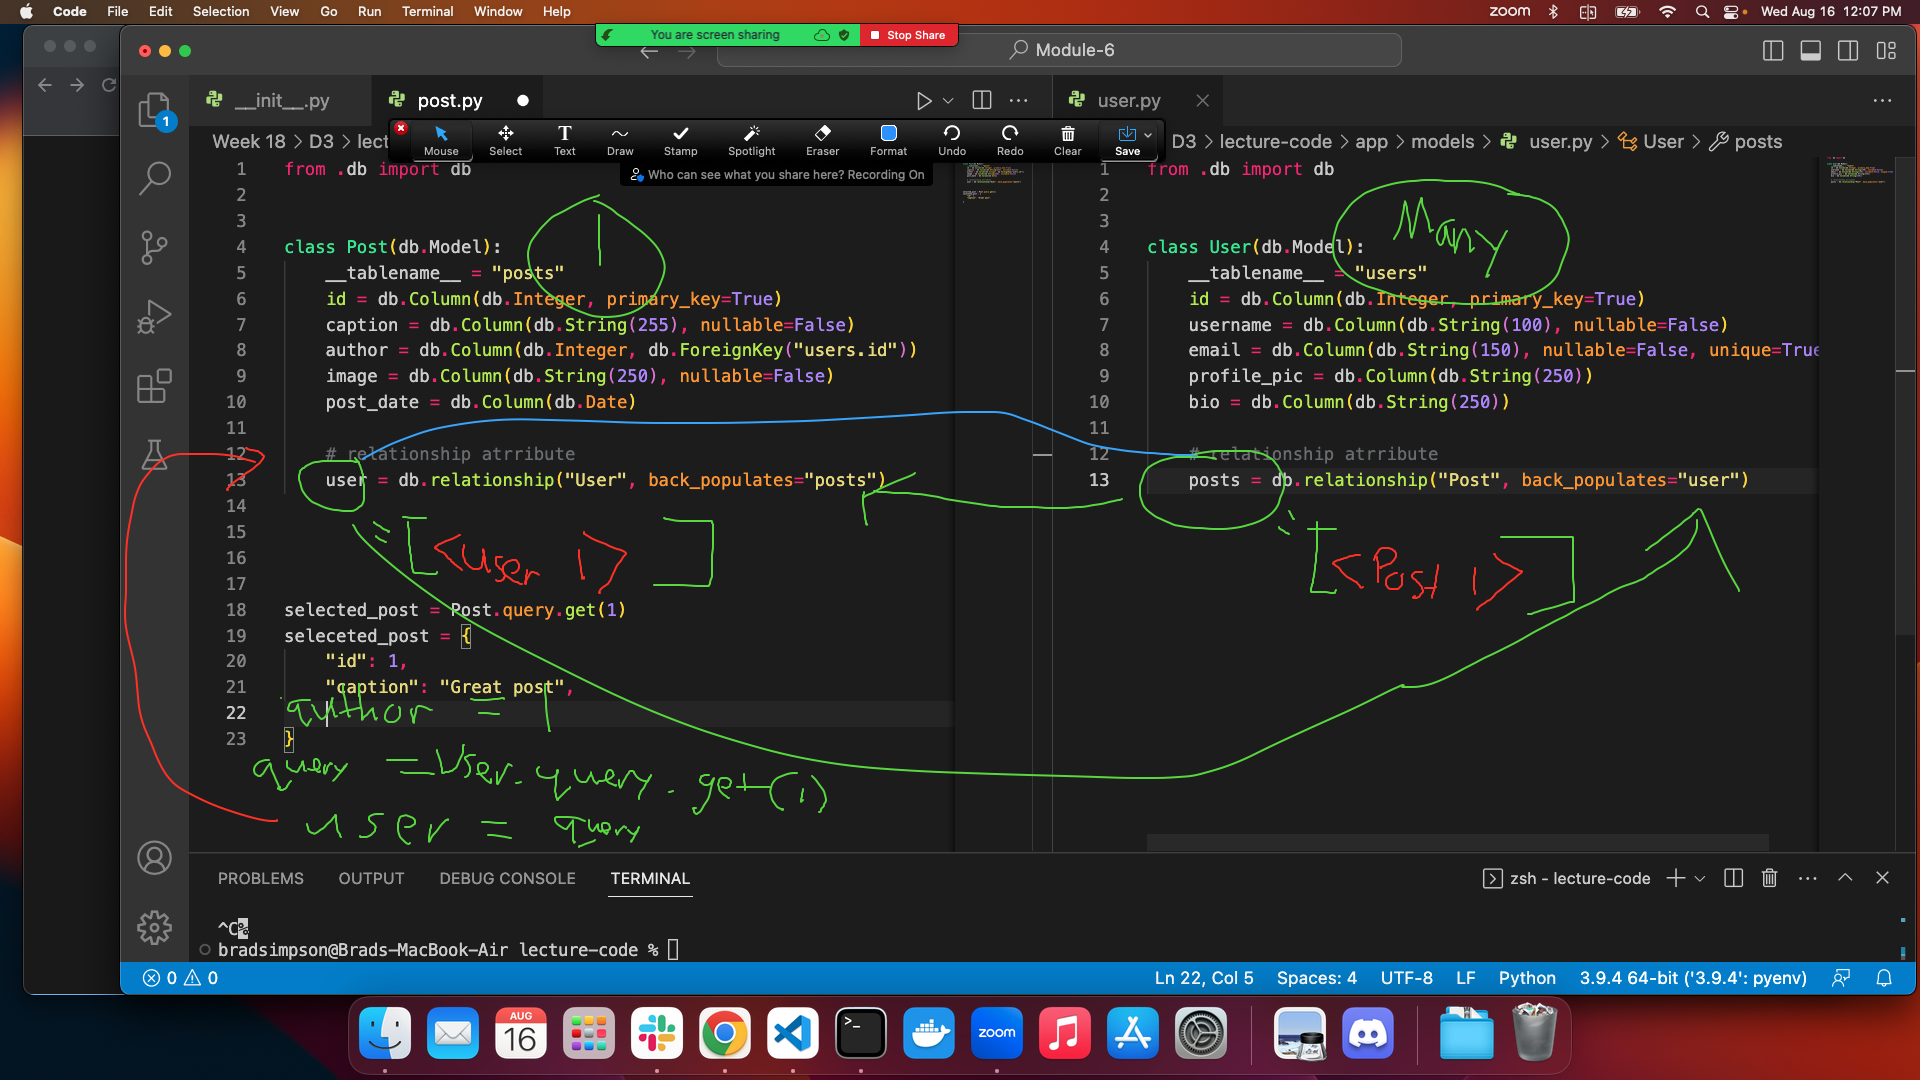 Code File Edit Selection View Go Run Terminal Window Help
zoom Wed Aug 16 12:07 PM
You are screen sharing Stop Share
Module-6
1
__init__.py post.py user.py
Mouse Select Text Draw Stamp Spotlight Eraser Format Undo Redo Clear Save
Who can see what you share here? Recording On
Week 18 > D3 > lect
1 from .db import db
2
3
4 class Post(db.Model):
5 __tablename__ = "posts"
6 id = db.Column(db.Integer, primary_key=True)
7 caption = db.Column(db.String(255), nullable=False)
8 author = db.Column(db.Integer, db.ForeignKey("users.id"))
9 image = db.Column(db.String(250), nullable=False)
10 post_date = db.Column(db.Date)
11
12 # relationship atrribute
13 user = db.relationship("User", back_populates="posts")
14
15
16
17
18 selected_post = Post.query.get(1)
19 seleceted_post = {
20 "id": 1,
21 "caption": "Great post",
22
23 }
1
= [<User 1>]
author = 1
query = User.query.get(1)
user = query
D3 > lecture-code > app > models > user.py > User > posts
1 from .db import db
2
3
4 class User(db.Model):
5 __tablename__ = "users"
6 id = db.Column(db.Integer, primary_key=True)
7 username = db.Column(db.String(100), nullable=False)
8 email = db.Column(db.String(150), nullable=False, unique=True
9 profile_pic = db.Column(db.String(250))
10 bio = db.Column(db.String(250))
11
12 # relationship atrribute
13 posts = db.relationship("Post", back_populates="user")
Many
= [<Post 1>]
PROBLEMS OUTPUT DEBUG CONSOLE TERMINAL
zsh - lecture-code
^C%
bradsimpson@Brads-MacBook-Air lecture-code %
0 0
Ln 22, Col 5 Spaces: 4 UTF-8 LF Python 3.9.4 64-bit ('3.9.4': pyenv)
AUG
16
zoom